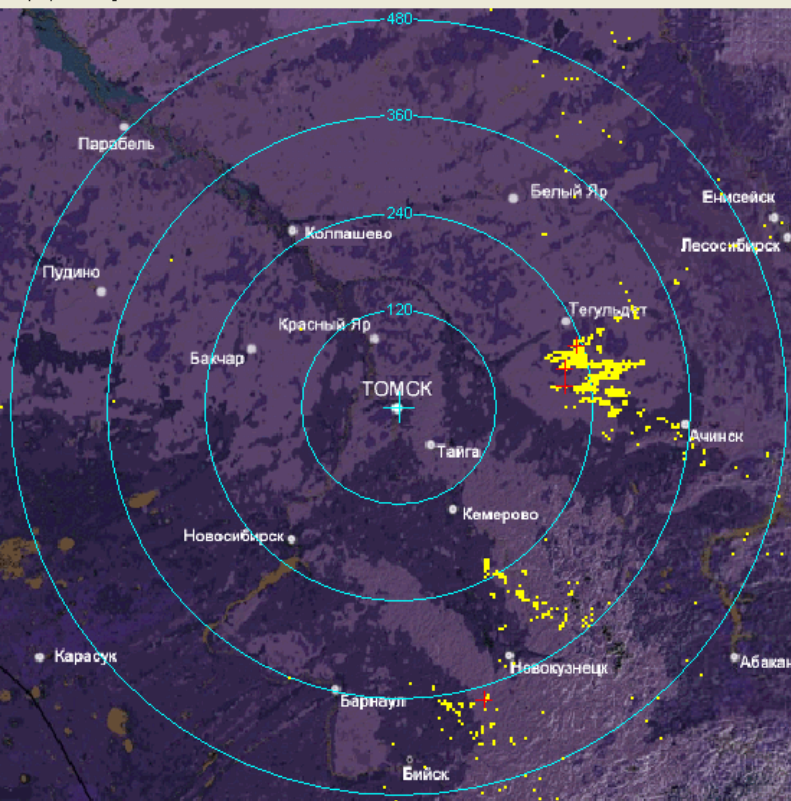 480
360
Парабель
Белый Яр
Енисейск
240
Колпашево
Лесосибирск
Пудино
120
Тегульдет
Красный Яр
Бакчар
ТОМСК
Ачинск
Тайга
Кемерово
Новосибирск
Карасук
Новокузнецк
Абакан
Барнаул
Бийск